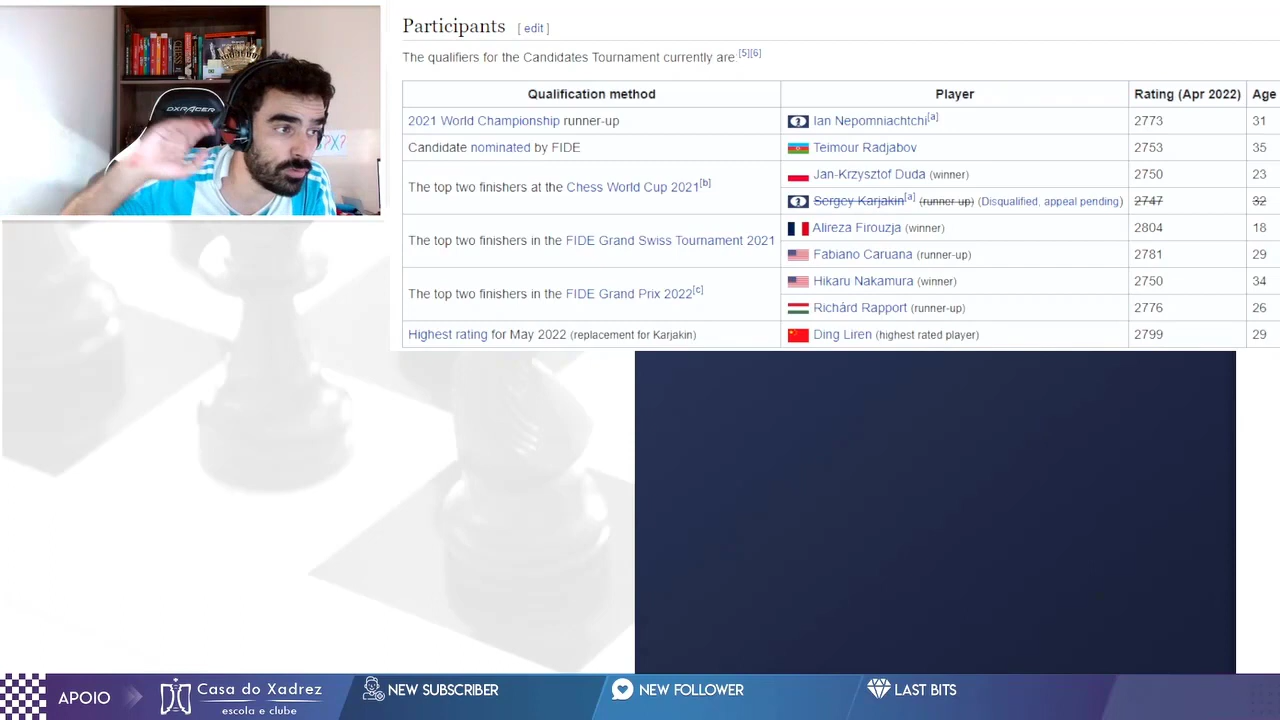 DXRACER
CHESS
?X?
Participants [ edit ]
The qualifiers for the Candidates Tournament currently are:[5][6]
Qualification method Player Rating (Apr 2022) Age
2021 World Championship runner-up Ian Nepomniachtchi[a] 2773 31
Candidate nominated by FIDE Teimour Radjabov 2753 35
The top two finishers at the Chess World Cup 2021[b] Jan-Krzysztof Duda (winner) 2750 23
Sergey Karjakin[a] (runner-up) (Disqualified, appeal pending) 2747 32
The top two finishers in the FIDE Grand Swiss Tournament 2021 Alireza Firouzja (winner) 2804 18
Fabiano Caruana (runner-up) 2781 29
The top two finishers in the FIDE Grand Prix 2022[c] Hikaru Nakamura (winner) 2750 34
Richárd Rapport (runner-up) 2776 26
Highest rating for May 2022 (replacement for Karjakin) Ding Liren (highest rated player) 2799 29
APOIO
Casa do Xadrez
escola e clube
NEW SUBSCRIBER
NEW FOLLOWER
LAST BITS